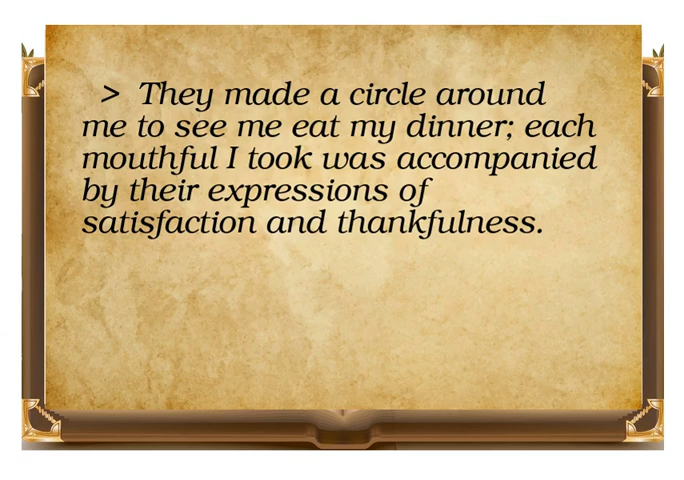 > They made a circle around
me to see me eat my dinner; each
mouthful I took was accompanied
by their expressions of
satisfaction and thankfulness.